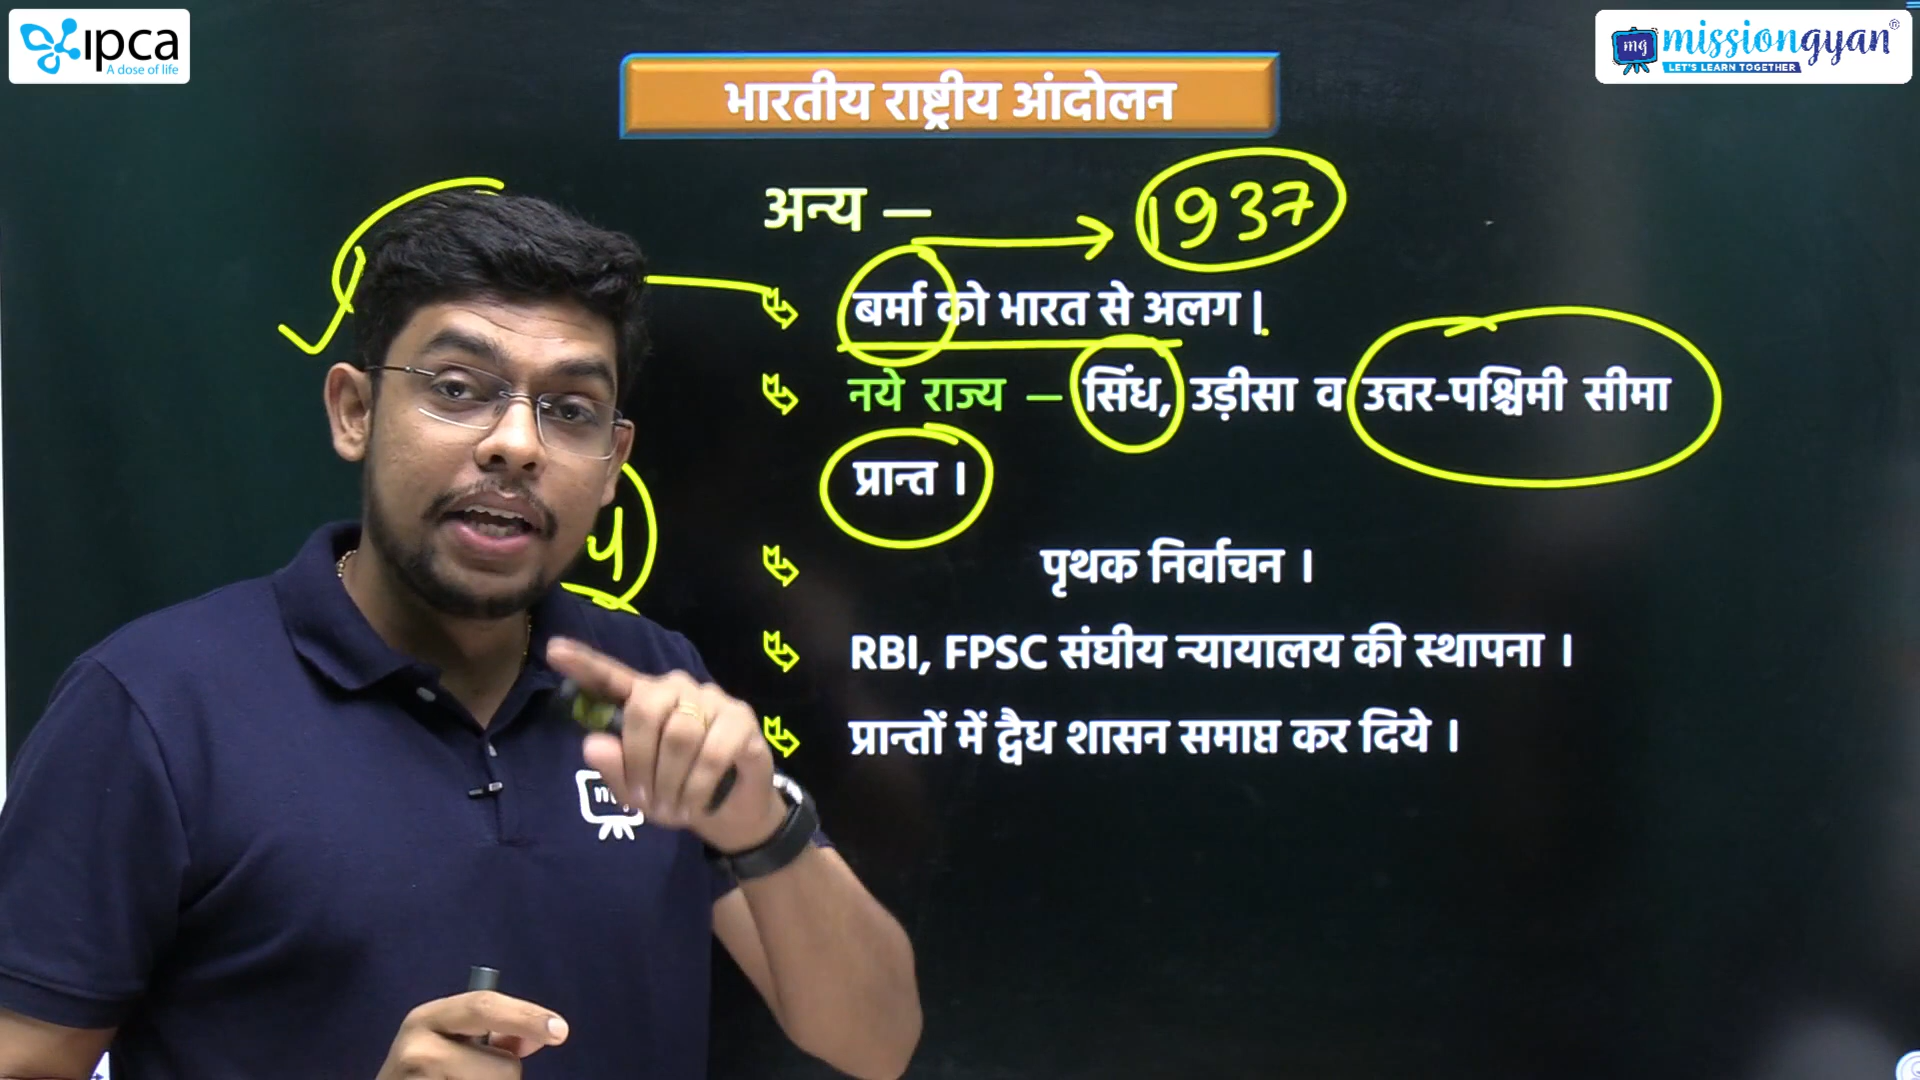 ipca
A dose of life
mg missiongyan®
LET'S LEARN TOGETHER
भारतीय राष्ट्रीय आंदोलन
अन्य — 1937
बर्मा को भारत से अलग |
नये राज्य — सिंध, उड़ीसा व उत्तर-पश्चिमी सीमा
प्रान्त ।
पृथक निर्वाचन ।
RBI, FPSC संघीय न्यायालय की स्थापना ।
प्रान्तों में द्वैध शासन समाप्त कर दिये ।